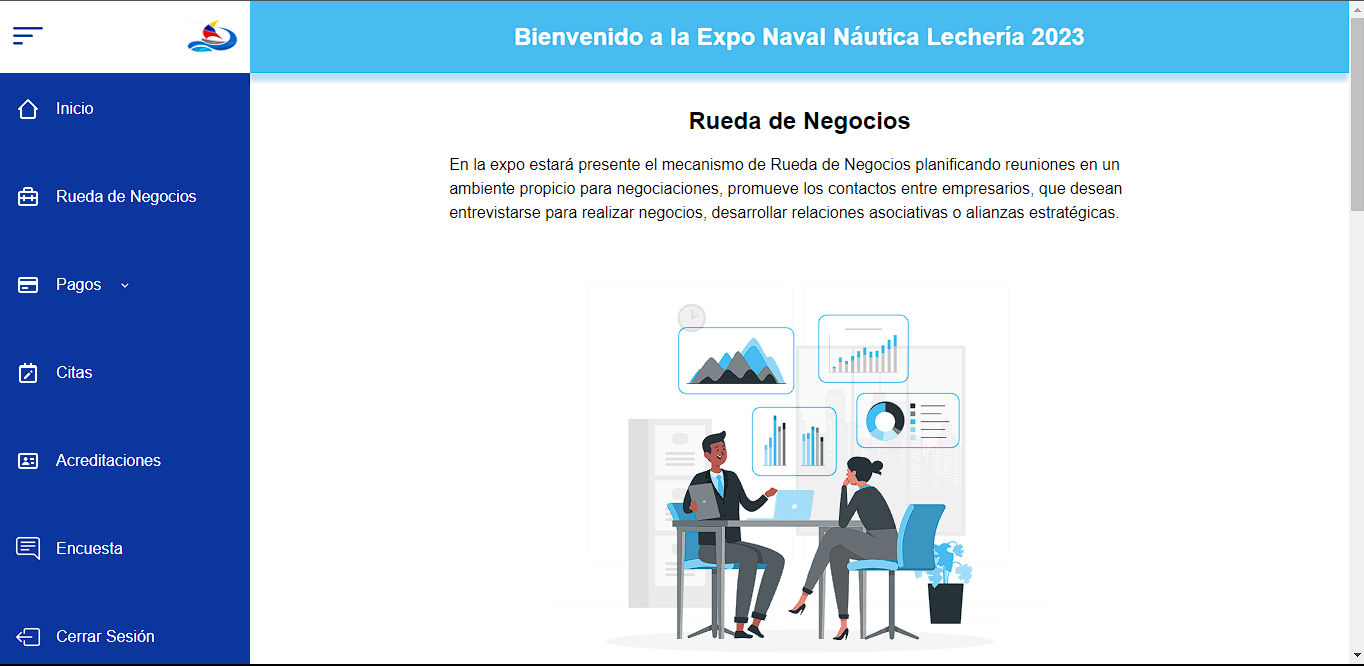 Bienvenido a la Expo Naval Náutica Lechería 2023
Inicio
Rueda de Negocios
Pagos
Citas
Acreditaciones
Encuesta
Cerrar Sesión
Rueda de Negocios
En la expo estará presente el mecanismo de Rueda de Negocios planificando reuniones en un
ambiente propicio para negociaciones, promueve los contactos entre empresarios, que desean
entrevistarse para realizar negocios, desarrollar relaciones asociativas o alianzas estratégicas.